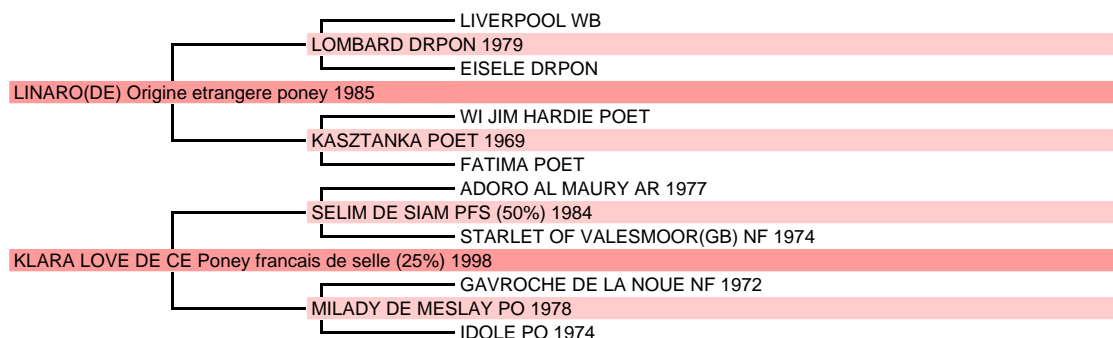 LIVERPOOL WB
LOMBARD DRPON 1979
EISELE DRPON
LINARO(DE) Origine etrangere poney 1985
WI JIM HARDIE POET
KASZTANKA POET 1969
FATIMA POET
ADORO AL MAURY AR 1977
SELIM DE SIAM PFS (50%) 1984
STARLET OF VALESMOOR(GB) NF 1974
KLARA LOVE DE CE Poney francais de selle (25%) 1998
GAVROCHE DE LA NOUE NF 1972
MILADY DE MESLAY PO 1978
IDOLE PO 1974